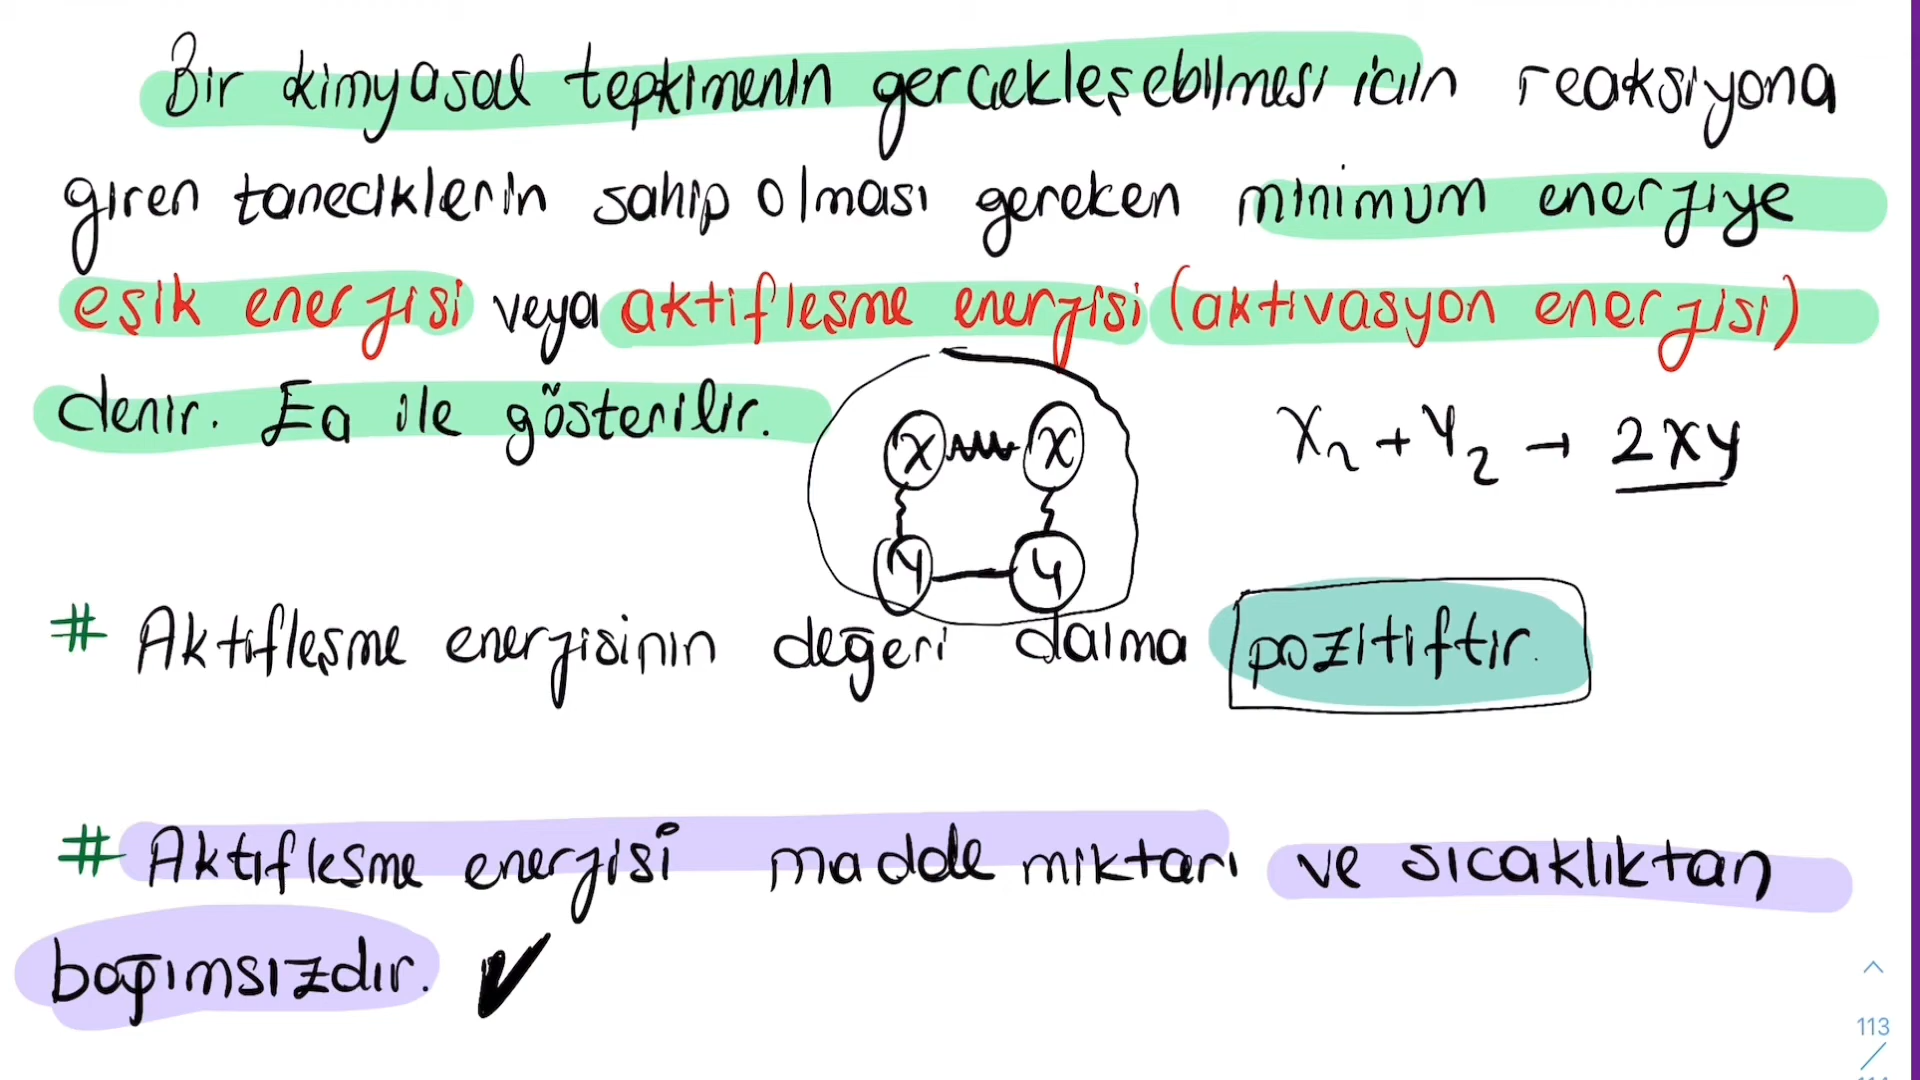 Bir kimyasal tepkimenin gerçekleşebilmesi için reaksiyona
giren taneciklerin sahip olması gereken minimum enerjiye
eşik enerjisi veya aktifleşme enerjisi (aktivasyon enerjisi)
denir. Ea ile gösterilir.
X₂ + Y₂ → 2XY
X X
Y Y
# Aktifleşme enerjisinin değeri daima pozitiftir.
# Aktifleşme enerjisi madde miktarı ve sıcaklıktan
bağımsızdır. ✓
113
/